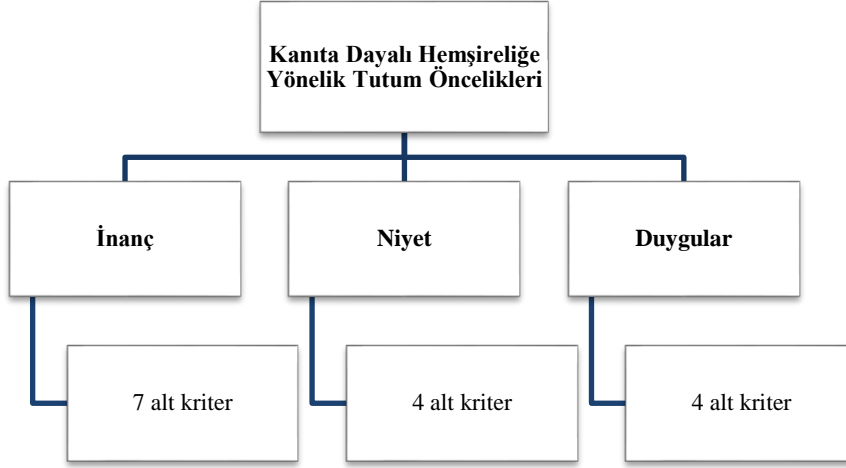 Kanıta Dayalı Hemşireliğe
Yönelik Tutum Öncelikleri
İnanç
Niyet
Duygular
7 alt kriter
4 alt kriter
4 alt kriter